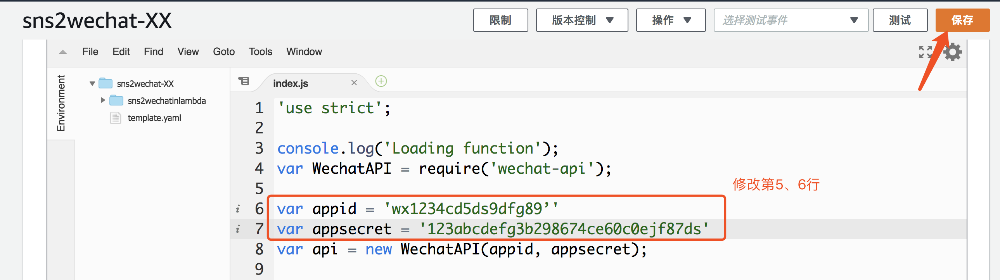 sns2wechat-XX
限制
版本控制
操作
选择测试事件
测试
保存
File Edit Find View Goto Tools Window
Environment
sns2wechat-XX
sns2wechatinlambda
template.yaml
index.js
1 'use strict';
2
3 console.log('Loading function');
4 var WechatAPI = require('wechat-api');
5
修改第5、6行
i 6 var appid = 'wx1234cd5ds9dfg89’'
i 7 var appsecret = '123abcdefg3b298674ce60c0ejf87ds'
8 var api = new WechatAPI(appid, appsecret);
9